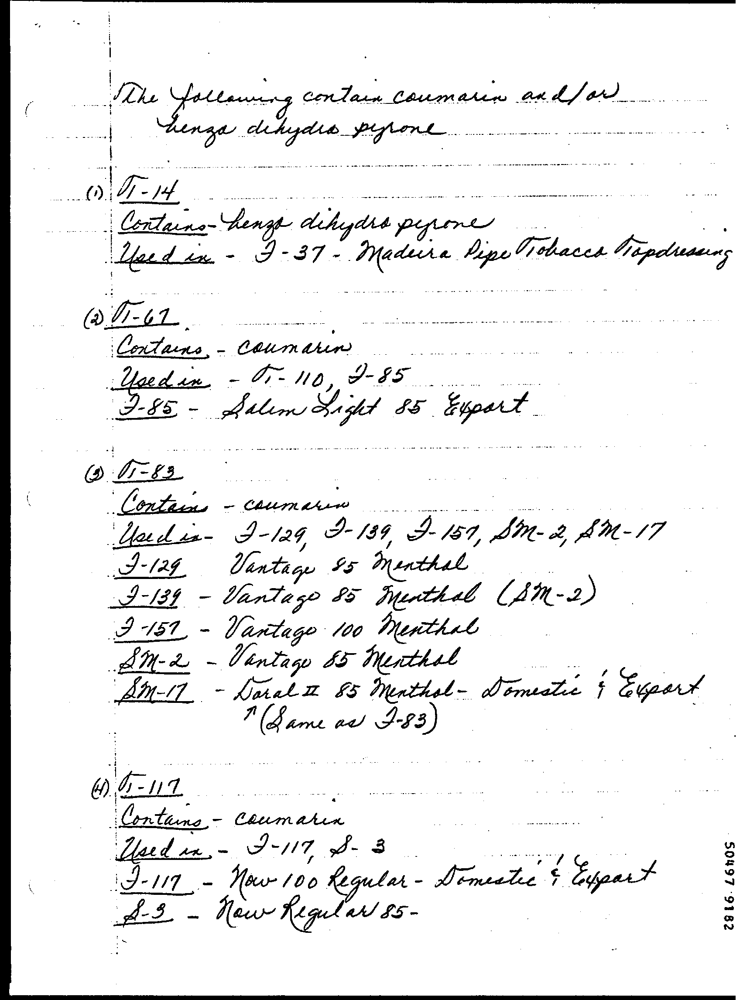 The following contain coumarin and/or
benzo dihydro pyrone
(1) T-14
Contains - benzo dihydro pyrone
Used in - F-37 - Madeira Pipe Tobacco Topdressing
(2) T-67
Contains - coumarin
Used in - T-110, F-85
F-85 - Salem Light 85 Export
(3) T-83
Contains - coumarin
Used in - F-129, F-139, F-157, SM-2, SM-17
F-129 Vantage 85 Menthol
F-139 - Vantage 85 Menthol (SM-2)
F-157 - Vantage 100 Menthol
SM-2 - Vantage 85 Menthol
SM-17 - Doral II 85 Menthol - Domestic & Export
↑ (Same as F-83)
(4) T-117
Contains - coumarin
Used in - F-117, S-3
F-117 - Now 100 Regular - Domestic & Export
S-3 - Now Regular 85 -
50497 9182